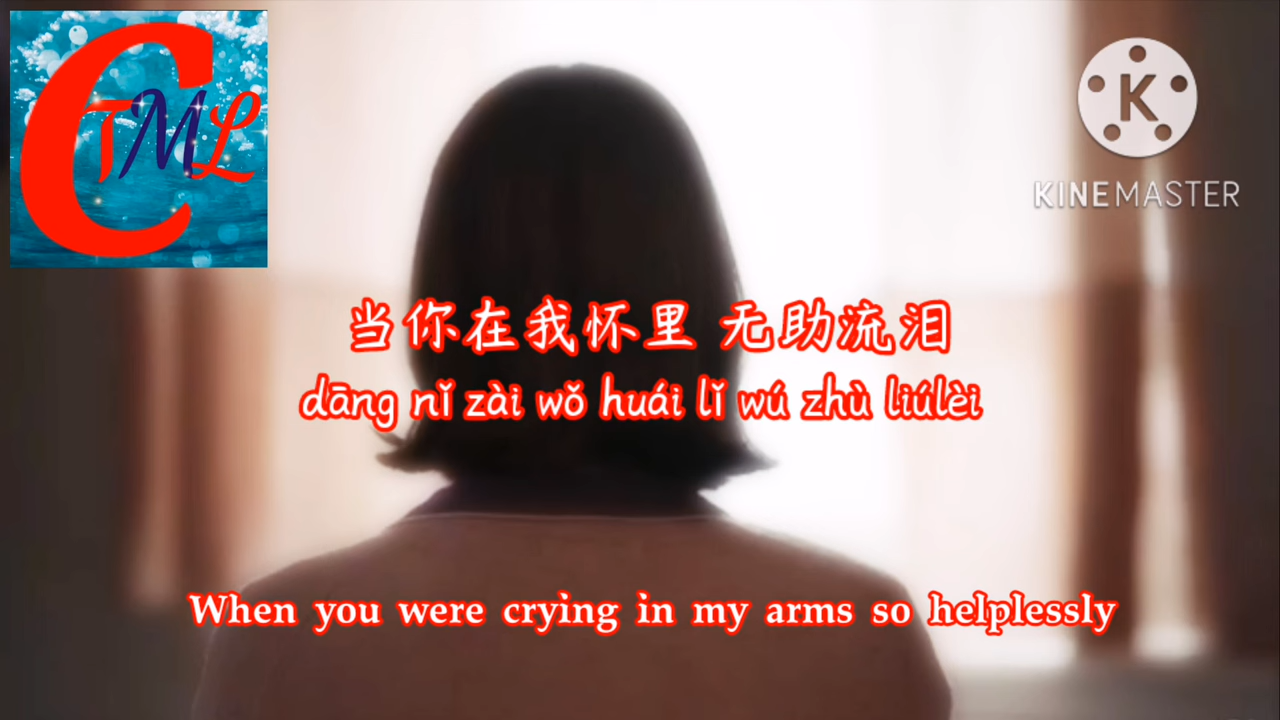 CTML
K
KINEMASTER
当你在我怀里 无助流泪
dāng nǐ zài wǒ huái lǐ wú zhù liúlèi
When you were crying in my arms so helplessly